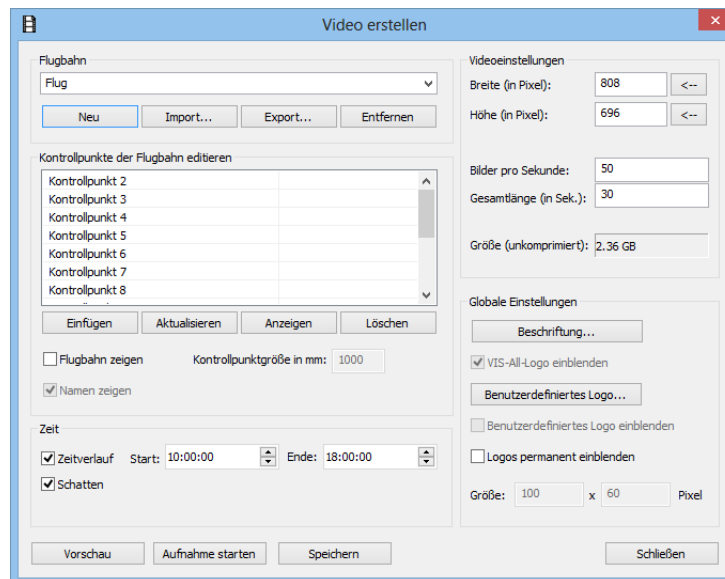 Video erstellen
Flugbahn
Flug
Neu Import... Export... Entfernen
Kontrollpunkte der Flugbahn editieren
Kontrollpunkt 2
Kontrollpunkt 3
Kontrollpunkt 4
Kontrollpunkt 5
Kontrollpunkt 6
Kontrollpunkt 7
Kontrollpunkt 8
Einfügen Aktualisieren Anzeigen Löschen
Flugbahn zeigen Kontrollpunktgröße in mm: 1000
Namen zeigen
Zeit
Zeitverlauf Start: 10:00:00 Ende: 18:00:00
Schatten
Videoeinstellungen
Breite (in Pixel): 808 <--
Höhe (in Pixel): 696 <--
Bilder pro Sekunde: 50
Gesamtlänge (in Sek.): 30
Größe (unkomprimiert): 2.36 GB
Globale Einstellungen
Beschriftung...
VIS-All-Logo einblenden
Benutzerdefiniertes Logo...
Benutzerdefiniertes Logo einblenden
Logos permanent einblenden
Größe: 100 x 60 Pixel
Vorschau Aufnahme starten Speichern Schließen